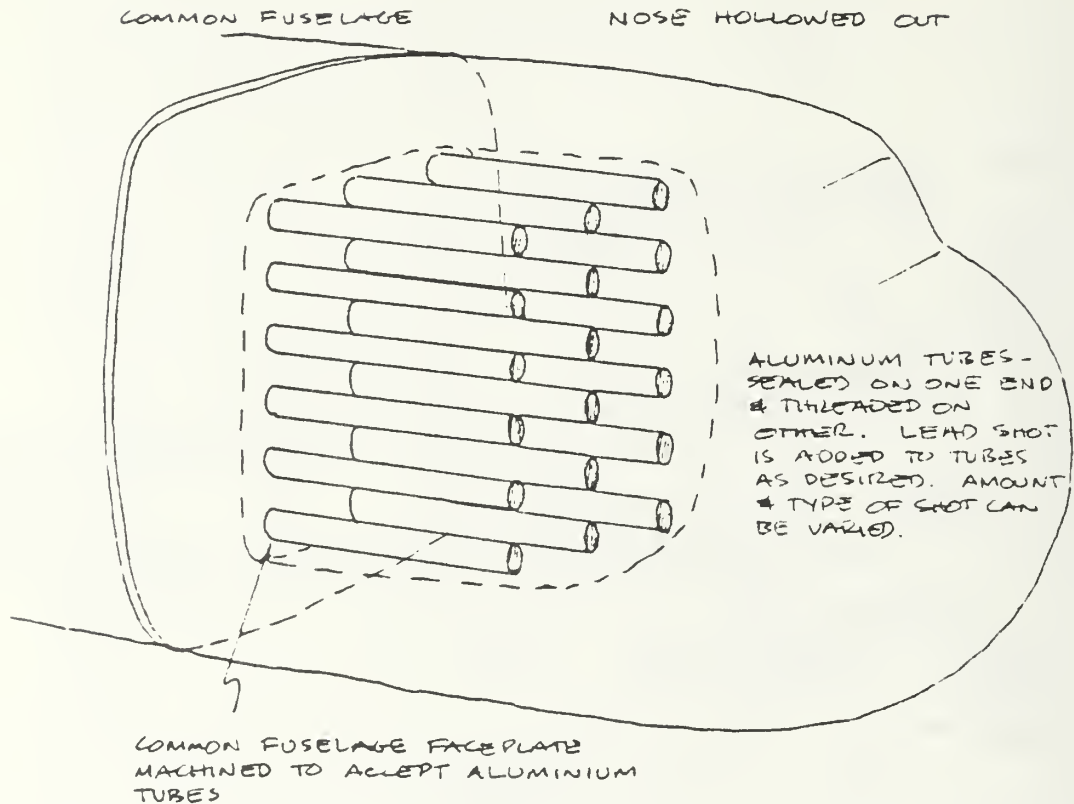 COMMON FUSELAGE
NOSE HOLLOWED OUT
ALUMINUM TUBES -
SEALED ON ONE END
& THREADED ON
OTHER. LEAD SHOT
IS ADDED TO TUBES
AS DESIRED. AMOUNT
& TYPE OF SHOT CAN
BE VARIED.
COMMON FUSELAGE FACEPLATE
MACHINED TO ACCEPT ALUMINIUM
TUBES